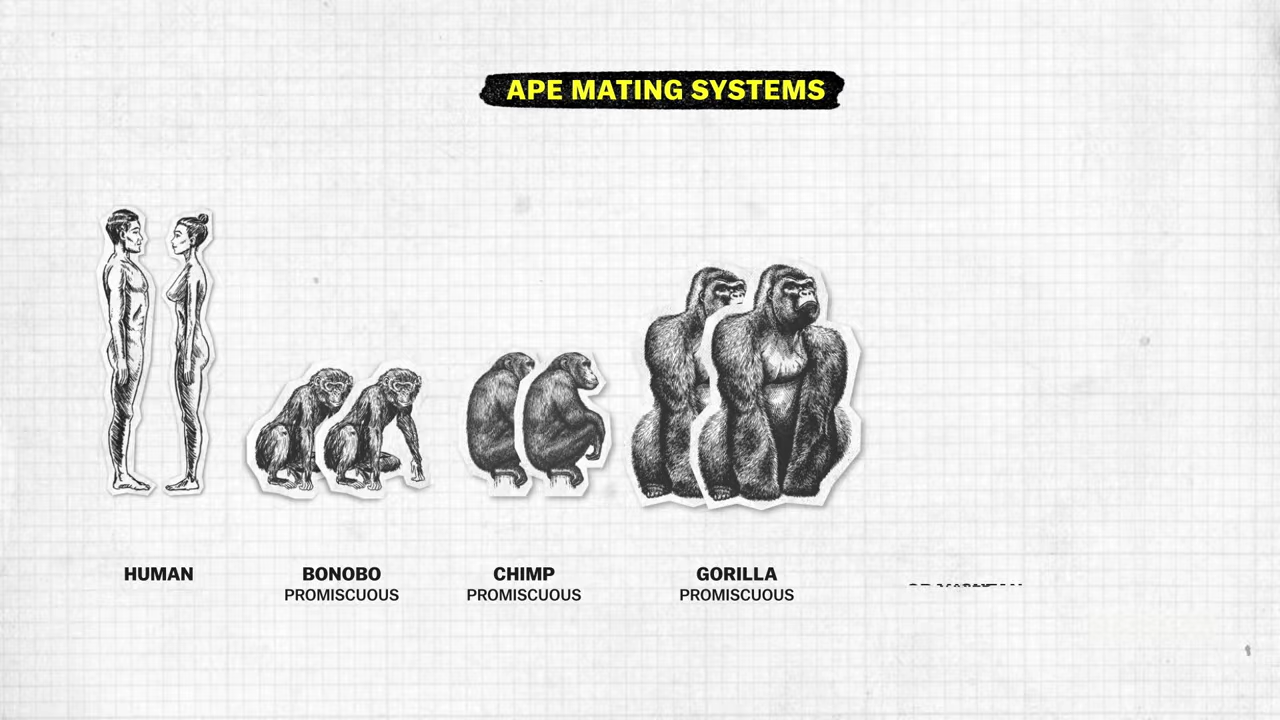 APE MATING SYSTEMS
HUMAN
BONOBO
PROMISCUOUS
CHIMP
PROMISCUOUS
GORILLA
PROMISCUOUS